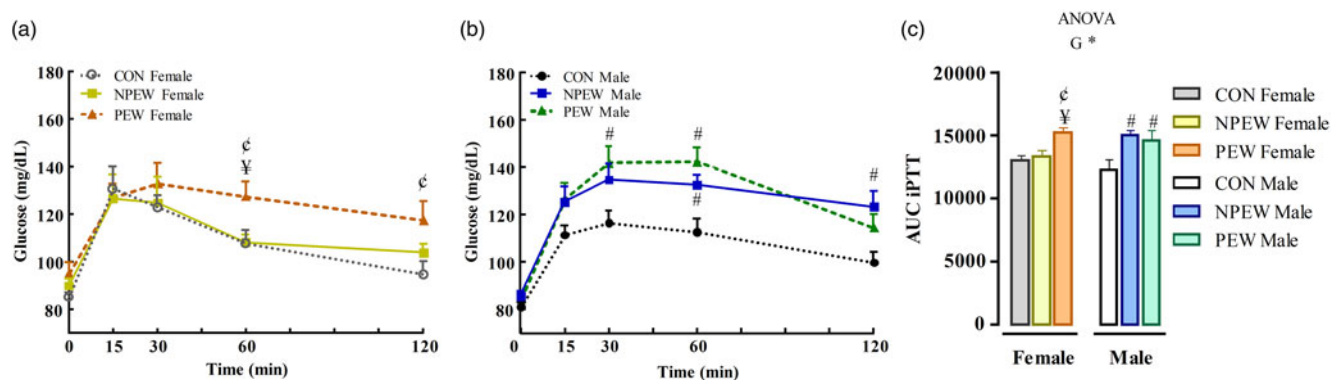 (a)
180
160
140
120
100
80
Glucose (mg/dL)
CON Female
NPEW Female
PEW Female
¢
¥
¢
0
15
30
60
120
Time (min)
(b)
180
160
140
120
100
80
Glucose (mg/dL)
CON Male
NPEW Male
PEW Male
#
#
#
#
0
15
30
60
120
Time (min)
(c)
ANOVA
G *
20000
15000
10000
5000
0
AUC iPTT
¢
¥
# #
Female
Male
CON Female
NPEW Female
PEW Female
CON Male
NPEW Male
PEW Male